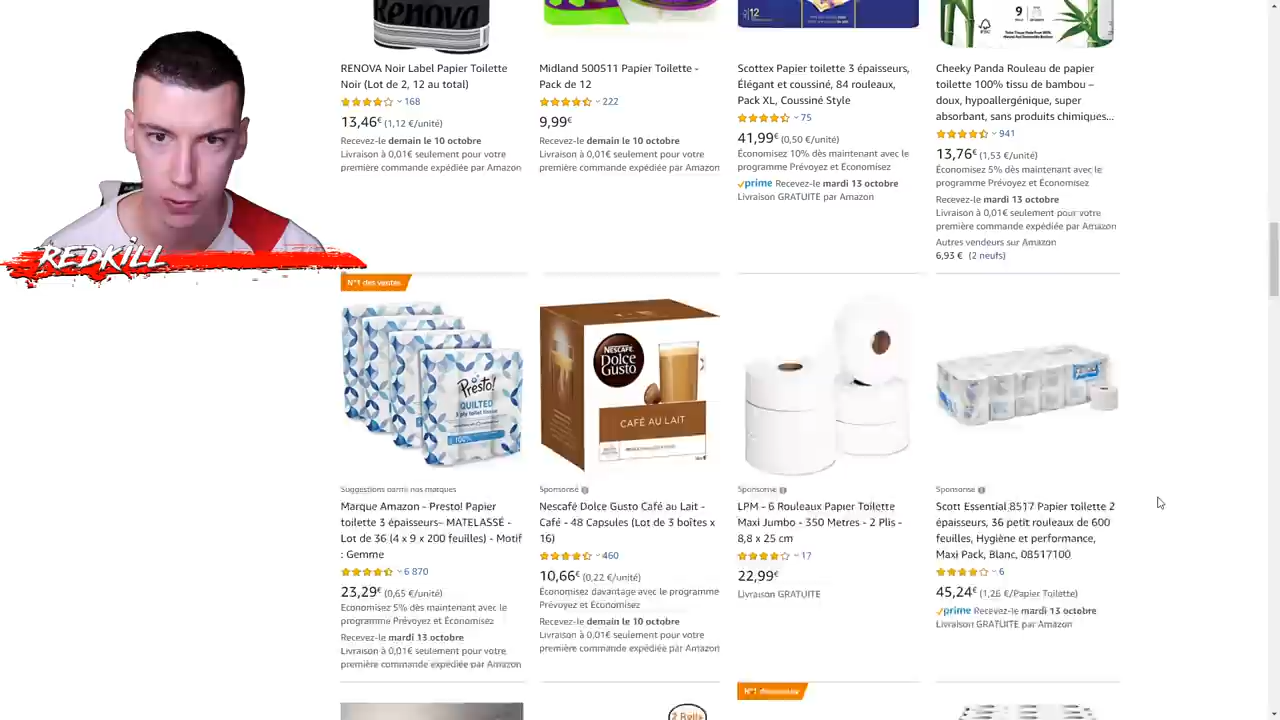 Renova
12
9
RENOVA Noir Label Papier Toilette
Noir (Lot de 2, 12 au total)
168
13,46€ (1,12 €/unité)
Recevez-le demain le 10 octobre
Livraison à 0,01€ seulement pour votre
première commande expédiée par Amazon
Midland 500511 Papier Toilette -
Pack de 12
222
9,99€
Recevez-le demain le 10 octobre
Livraison à 0,01€ seulement pour votre
première commande expédiée par Amazon
Scottex Papier toilette 3 épaisseurs,
Élégant et coussiné, 84 rouleaux,
Pack XL, Coussiné Style
75
41,99€ (0,50 €/unité)
Économisez 10% dès maintenant avec le
programme Prévoyez et Économisez
prime Recevez-le mardi 13 octobre
Livraison GRATUITE par Amazon
Cheeky Panda Rouleau de papier
toilette 100% tissu de bambou –
doux, hypoallergénique, super
absorbant, sans produits chimiques...
941
13,76€ (1,53 €/unité)
Économisez 5% dès maintenant avec le
programme Prévoyez et Économisez
Recevez-le mardi 13 octobre
Livraison à 0,01€ seulement pour votre
première commande expédiée par Amazon
Autres vendeurs sur Amazon
6,93 € (2 neufs)
REDKILL
N°1 des ventes
Presto!
QUILTED
3 ply toilet tissue
100%
NESCAFÉ
DOLCE
GUSTO
CAFÉ AU LAIT
Suggestions parmi nos marques
Marque Amazon - Presto! Papier
toilette 3 épaisseurs- MATELASSÉ -
Lot de 36 (4 x 9 x 200 feuilles) - Motif
: Gemme
6 870
23,29€ (0,65 €/unité)
Économisez 5% dès maintenant avec le
programme Prévoyez et Économisez
Recevez-le mardi 13 octobre
Livraison à 0,01€ seulement pour votre
première commande expédiée par Amazon
Sponsorisé
Nescafé Dolce Gusto Café au Lait -
Café - 48 Capsules (Lot de 3 boîtes x
16)
460
10,66€ (0,22 €/unité)
Économisez davantage avec le programme
Prévoyez et Économisez
Recevez-le demain le 10 octobre
Livraison à 0,01€ seulement pour votre
première commande expédiée par Amazon
Sponsorisé
LPM - 6 Rouleaux Papier Toilette
Maxi Jumbo - 350 Metres - 2 Plis -
8,8 x 25 cm
17
22,99€
Livraison GRATUITE
Sponsorisé
Scott Essential 8517 Papier toilette 2
épaisseurs, 36 petit rouleaux de 600
feuilles, Hygiène et performance,
Maxi Pack, Blanc, 08517100
6
45,24€ (1,26 €/Papier Toilette)
prime Recevez-le mardi 13 octobre
Livraison GRATUITE par Amazon
2 Roll